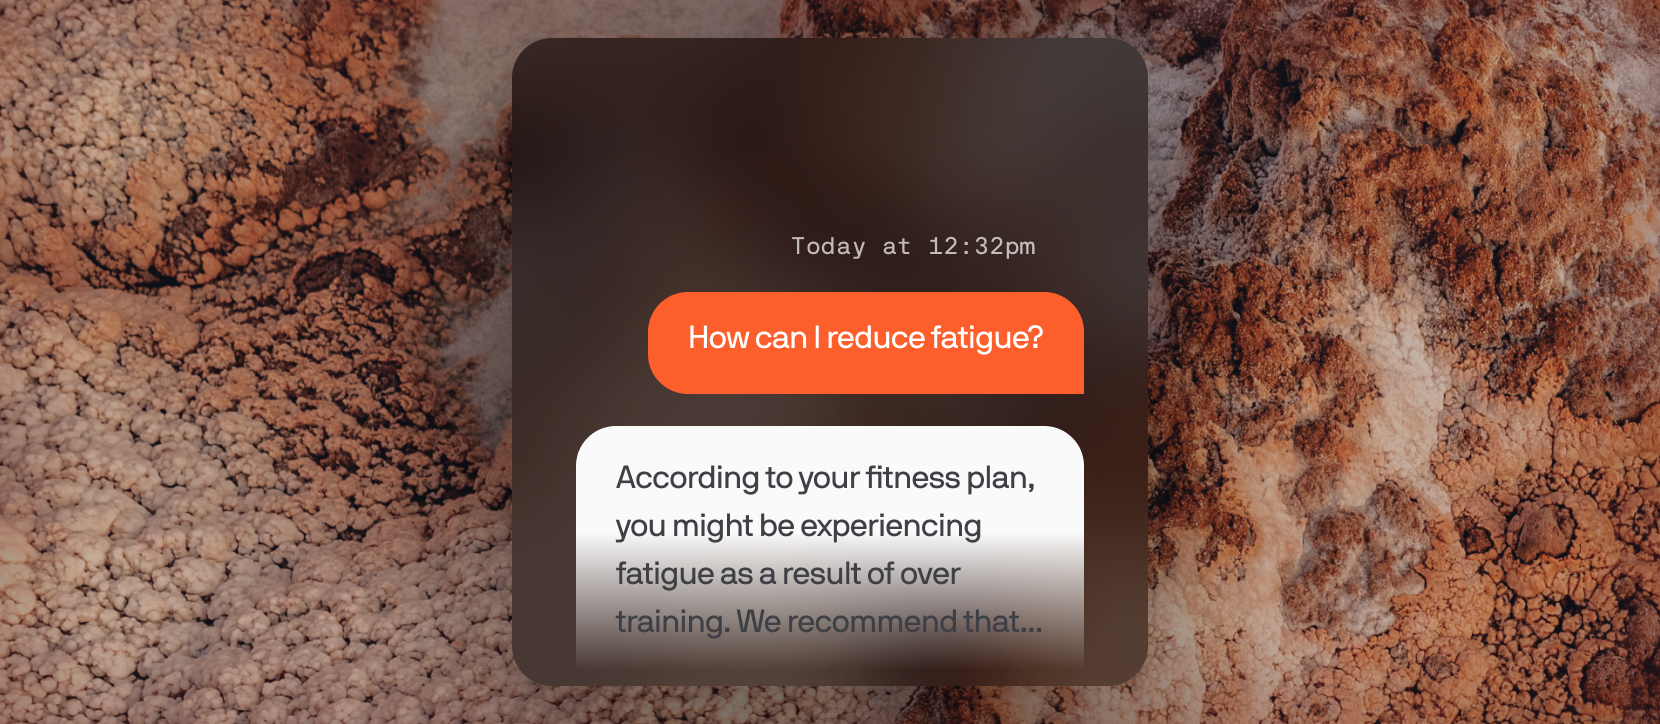 Today at 12:32pm
How can I reduce fatigue?
According to your fitness plan,
you might be experiencing
fatigue as a result of over
training. We recommend that...